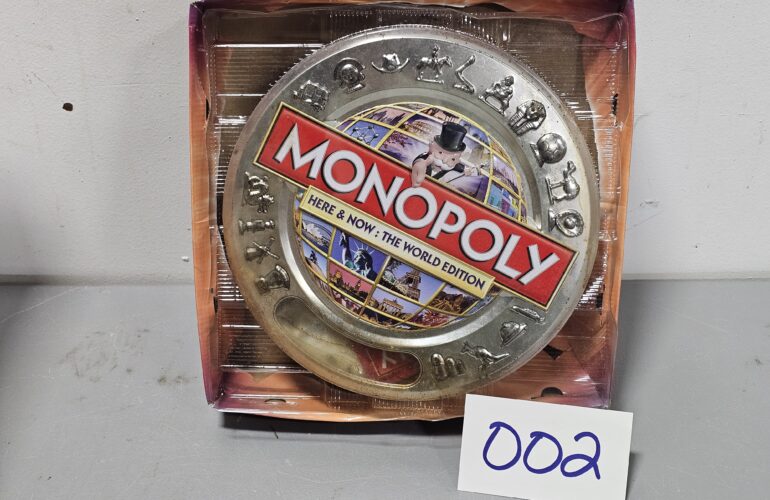 MONOPOLY
HERE & NOW: THE WORLD EDITION
002